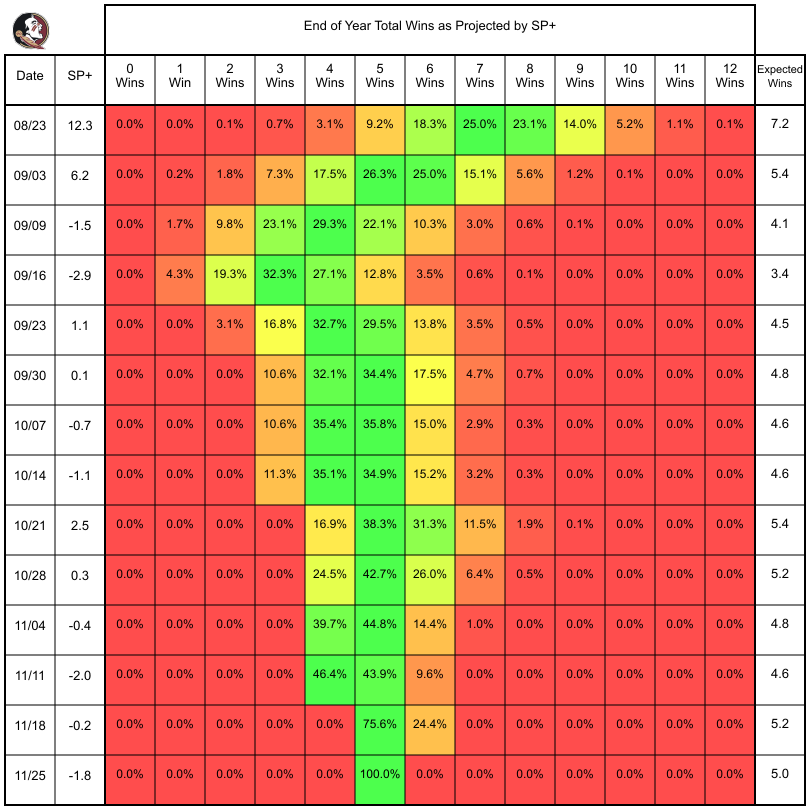 End of Year Total Wins as Projected by SP+
Date SP+ 0 Wins 1 Win 2 Wins 3 Wins 4 Wins 5 Wins 6 Wins 7 Wins 8 Wins 9 Wins 10 Wins 11 Wins 12 Wins Expected Wins
08/23 12.3 0.0% 0.0% 0.1% 0.7% 3.1% 9.2% 18.3% 25.0% 23.1% 14.0% 5.2% 1.1% 0.1% 7.2
09/03 6.2 0.0% 0.2% 1.8% 7.3% 17.5% 26.3% 25.0% 15.1% 5.6% 1.2% 0.1% 0.0% 0.0% 5.4
09/09 -1.5 0.0% 1.7% 9.8% 23.1% 29.3% 22.1% 10.3% 3.0% 0.6% 0.1% 0.0% 0.0% 0.0% 4.1
09/16 -2.9 0.0% 4.3% 19.3% 32.3% 27.1% 12.8% 3.5% 0.6% 0.1% 0.0% 0.0% 0.0% 0.0% 3.4
09/23 1.1 0.0% 0.0% 3.1% 16.8% 32.7% 29.5% 13.8% 3.5% 0.5% 0.0% 0.0% 0.0% 0.0% 4.5
09/30 0.1 0.0% 0.0% 0.0% 10.6% 32.1% 34.4% 17.5% 4.7% 0.7% 0.0% 0.0% 0.0% 0.0% 4.8
10/07 -0.7 0.0% 0.0% 0.0% 10.6% 35.4% 35.8% 15.0% 2.9% 0.3% 0.0% 0.0% 0.0% 0.0% 4.6
10/14 -1.1 0.0% 0.0% 0.0% 11.3% 35.1% 34.9% 15.2% 3.2% 0.3% 0.0% 0.0% 0.0% 0.0% 4.6
10/21 2.5 0.0% 0.0% 0.0% 0.0% 16.9% 38.3% 31.3% 11.5% 1.9% 0.1% 0.0% 0.0% 0.0% 5.4
10/28 0.3 0.0% 0.0% 0.0% 0.0% 24.5% 42.7% 26.0% 6.4% 0.5% 0.0% 0.0% 0.0% 0.0% 5.2
11/04 -0.4 0.0% 0.0% 0.0% 0.0% 39.7% 44.8% 14.4% 1.0% 0.0% 0.0% 0.0% 0.0% 0.0% 4.8
11/11 -2.0 0.0% 0.0% 0.0% 0.0% 46.4% 43.9% 9.6% 0.0% 0.0% 0.0% 0.0% 0.0% 0.0% 4.6
11/18 -0.2 0.0% 0.0% 0.0% 0.0% 0.0% 75.6% 24.4% 0.0% 0.0% 0.0% 0.0% 0.0% 0.0% 5.2
11/25 -1.8 0.0% 0.0% 0.0% 0.0% 0.0% 100.0% 0.0% 0.0% 0.0% 0.0% 0.0% 0.0% 0.0% 5.0